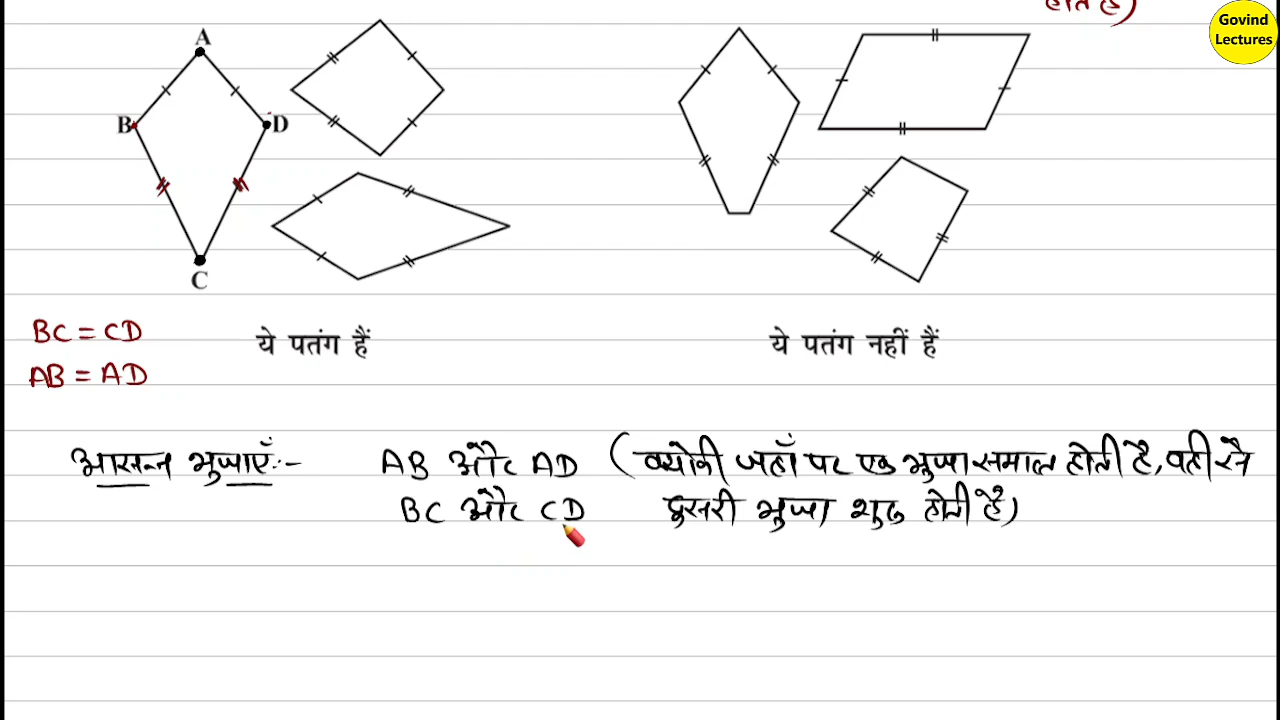 होते हैं)
Govind
Lectures
A
B
D
C
BC = CD
AB = AD
ये पतंग हैं
ये पतंग नहीं हैं
आसन्न भुजाएँ:- AB और AD (क्योंकी जहाँ पर एक भुजा समाप्त होती है, वही से
BC और CD दुसरी भुजा शुरू होती है)